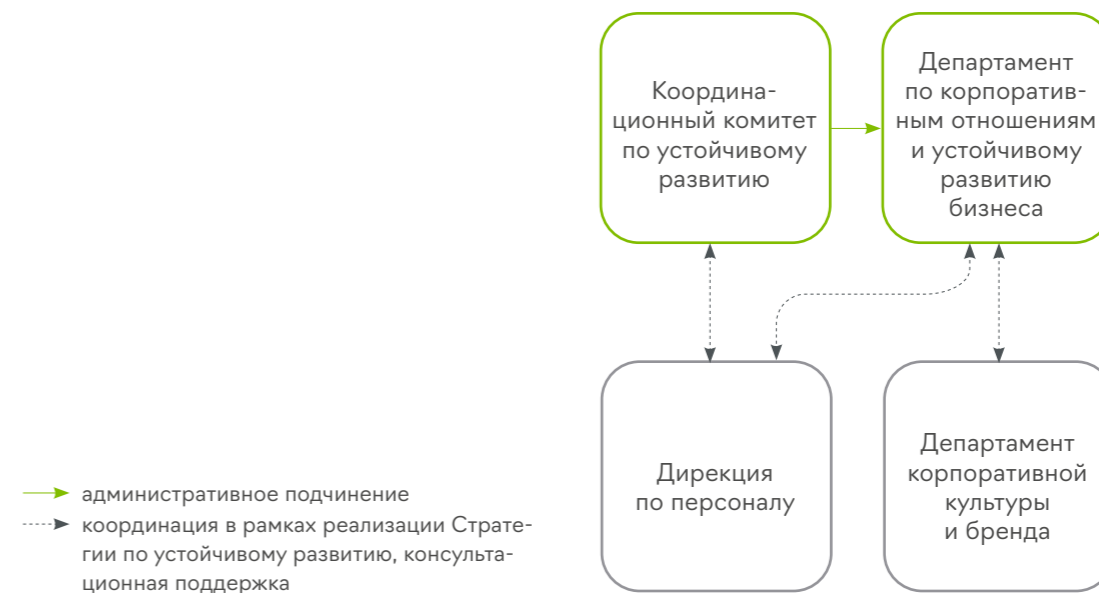 Координа-
ционный комитет
по устойчивому
развитию
Департамент
по корпоратив-
ным отношениям
и устойчивому
развитию
бизнеса
Дирекция
по персоналу
Департамент
корпоративной
культуры
и бренда
административное подчинение
координация в рамках реализации Страте-
гии по устойчивому развитию, консульта-
ционная поддержка